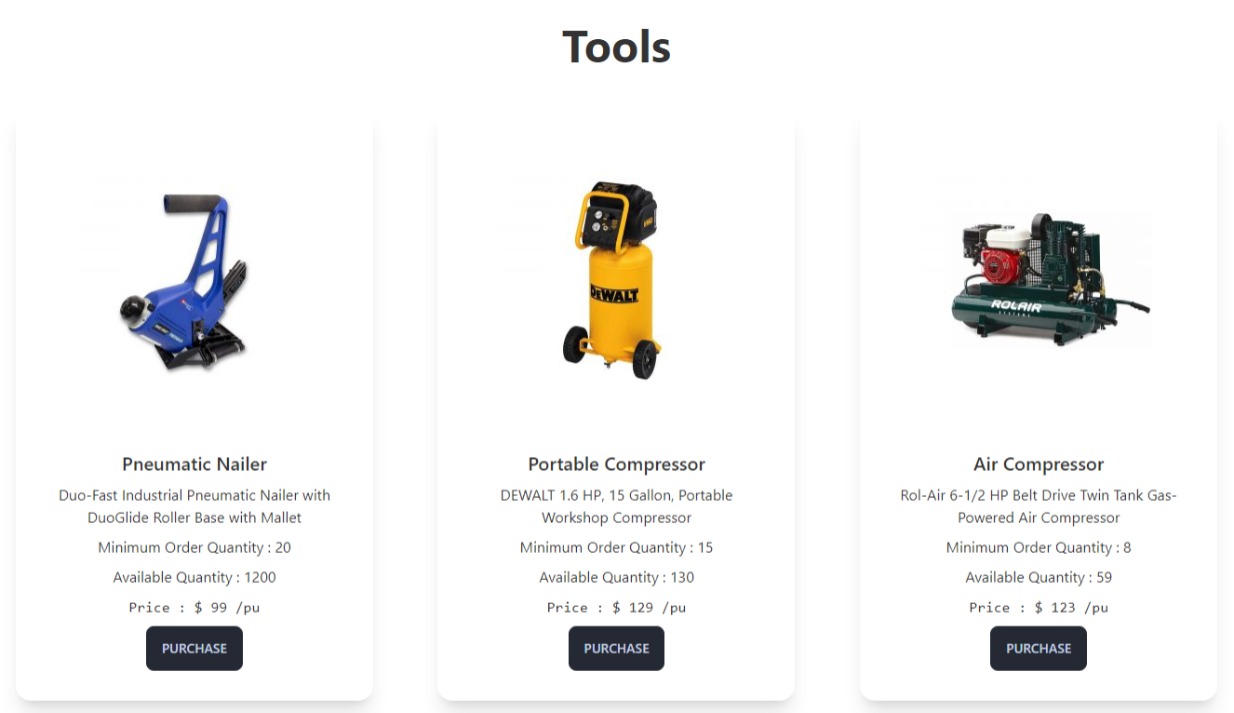 Tools
DEWALT
ROLAIR
Pneumatic Nailer
Duo-Fast Industrial Pneumatic Nailer with
DuoGlide Roller Base with Mallet
Minimum Order Quantity : 20
Available Quantity : 1200
Price : $ 99 /pu
PURCHASE
Portable Compressor
DEWALT 1.6 HP, 15 Gallon, Portable
Workshop Compressor
Minimum Order Quantity : 15
Available Quantity : 130
Price : $ 129 /pu
PURCHASE
Air Compressor
Rol-Air 6-1/2 HP Belt Drive Twin Tank Gas-
Powered Air Compressor
Minimum Order Quantity : 8
Available Quantity : 59
Price : $ 123 /pu
PURCHASE